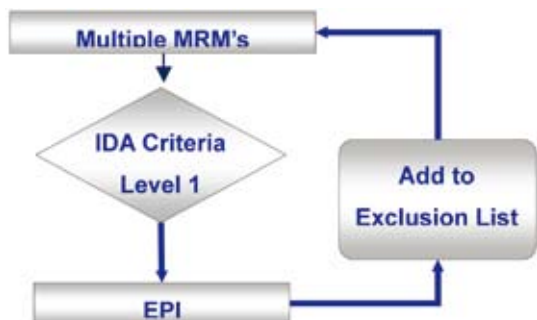 Multiple MRM's
IDA Criteria
Level 1
Add to
Exclusion List
EPI